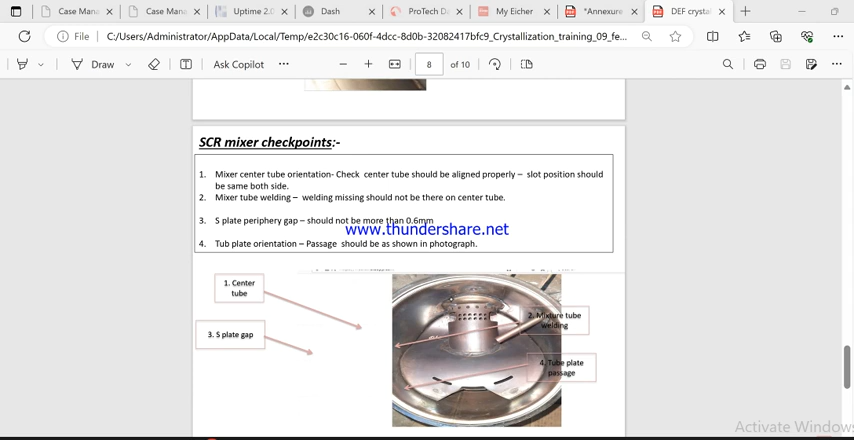 Case Mana
Case Mana
Uptime 2.0
Dash
ProTech Da
My Eicher
*Annexure
DEF crystal
File
C:/Users/Administrator/AppData/Local/Temp/e2c30c16-060f-4dcc-8d0b-32082417bfc9_Crystallization_training_09_fe...
Draw
Ask Copilot
8 of 10
SCR mixer checkpoints:-
1. Mixer center tube orientation- Check center tube should be aligned properly – slot position should
be same both side.
2. Mixer tube welding – welding missing should not be there on center tube.
3. S plate periphery gap – should not be more than 0.6mm
www.thundershare.net
4. Tub plate orientation – Passage should be as shown in photograph.
1. Center
tube
2. Mixture tube
welding
3. S plate gap
4. Tube plate
passage
Activate Windows